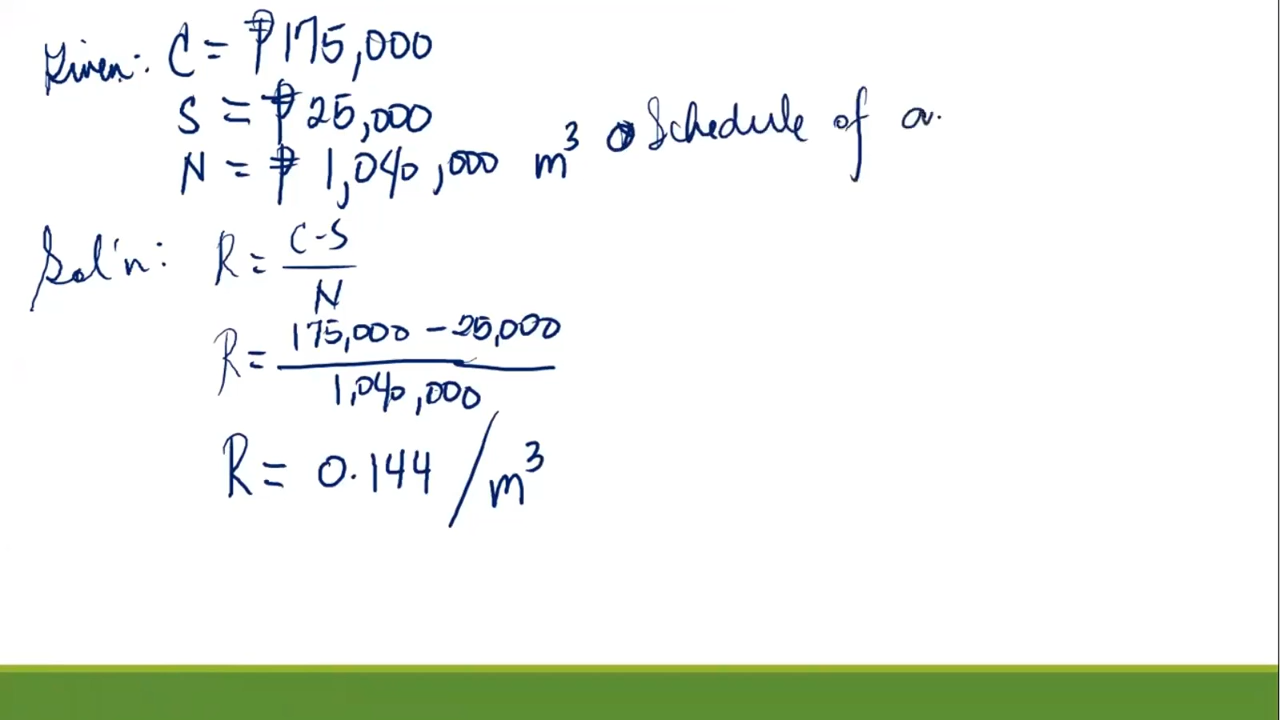 Given: C = ₱175,000
S = ₱25,000
N = ₱ 1,040,000 m³
Schedule of a
Sol'n: R = C-S / N
R = 175,000 - 25,000 / 1,040,000
R = 0.144 / m³